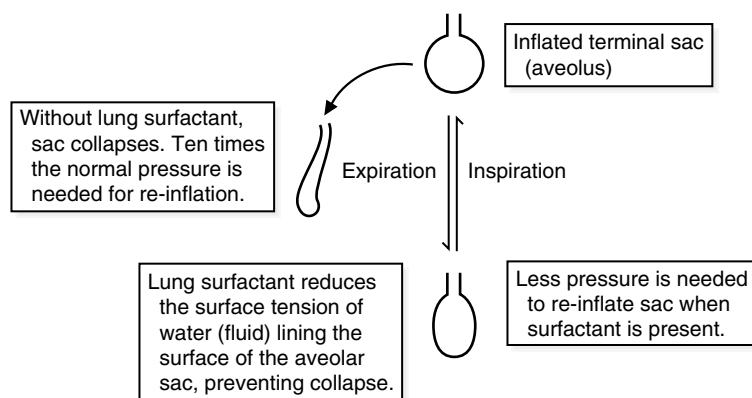 Inflated terminal sac
(aveolus)
Without lung surfactant,
sac collapses. Ten times
the normal pressure is
needed for re-inflation.
Expiration
Inspiration
Lung surfactant reduces
the surface tension of
water (fluid) lining the
surface of the aveolar
sac, preventing collapse.
Less pressure is needed
to re-inflate sac when
surfactant is present.